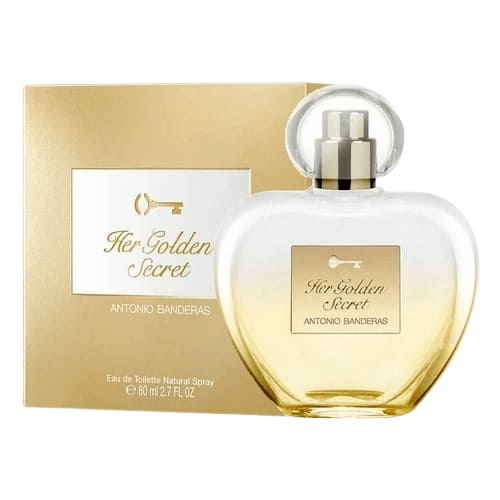 Her Golden
Secret
ANTONIO BANDERAS
Eau de Toilette Natural Spray
℮ 80 ml 2.7 FL OZ
Her Golden
Secret
ANTONIO BANDERAS